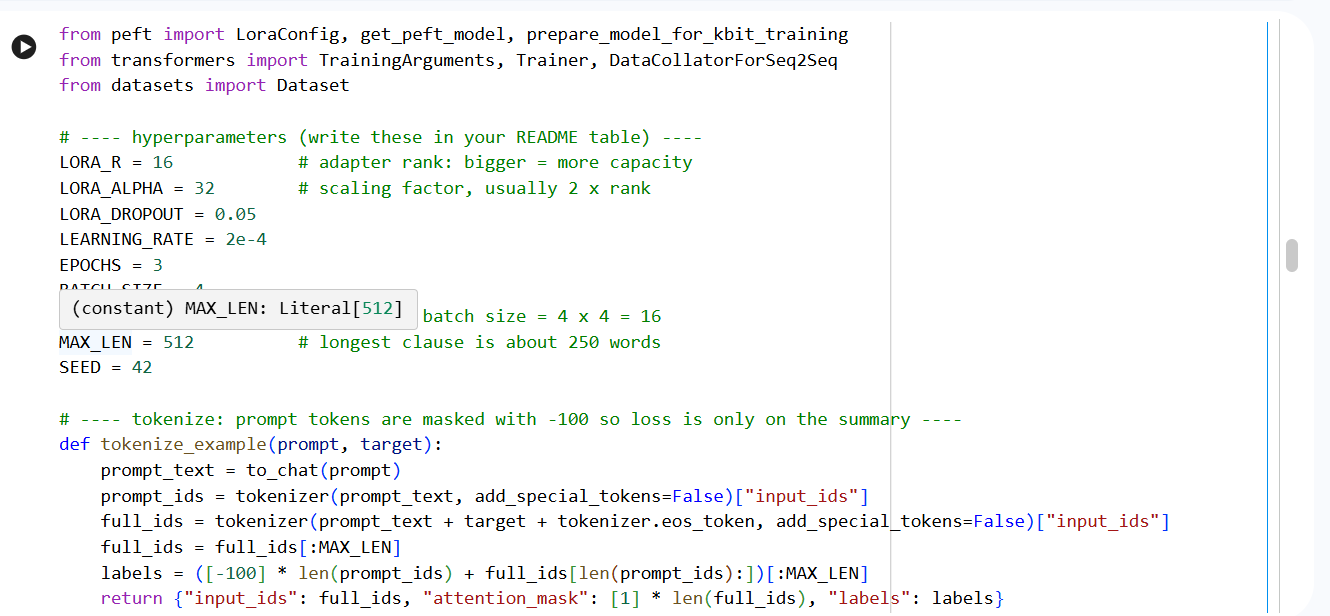 from peft import LoraConfig, get_peft_model, prepare_model_for_kbit_training
from transformers import TrainingArguments, Trainer, DataCollatorForSeq2Seq
from datasets import Dataset
# ---- hyperparameters (write these in your README table) ----
LORA_R = 16            # adapter rank: bigger = more capacity
LORA_ALPHA = 32        # scaling factor, usually 2 x rank
LORA_DROPOUT = 0.05
LEARNING_RATE = 2e-4
EPOCHS = 3
BATCH_SIZE = 4
(constant) MAX_LEN: Literal[512]
batch size = 4 x 4 = 16
MAX_LEN = 512          # longest clause is about 250 words
SEED = 42
# ---- tokenize: prompt tokens are masked with -100 so loss is only on the summary ----
def tokenize_example(prompt, target):
    prompt_text = to_chat(prompt)
    prompt_ids = tokenizer(prompt_text, add_special_tokens=False)["input_ids"]
    full_ids = tokenizer(prompt_text + target + tokenizer.eos_token, add_special_tokens=False)["input_ids"]
    full_ids = full_ids[:MAX_LEN]
    labels = ([-100] * len(prompt_ids) + full_ids[len(prompt_ids):])[:MAX_LEN]
    return {"input_ids": full_ids, "attention_mask": [1] * len(full_ids), "labels": labels}